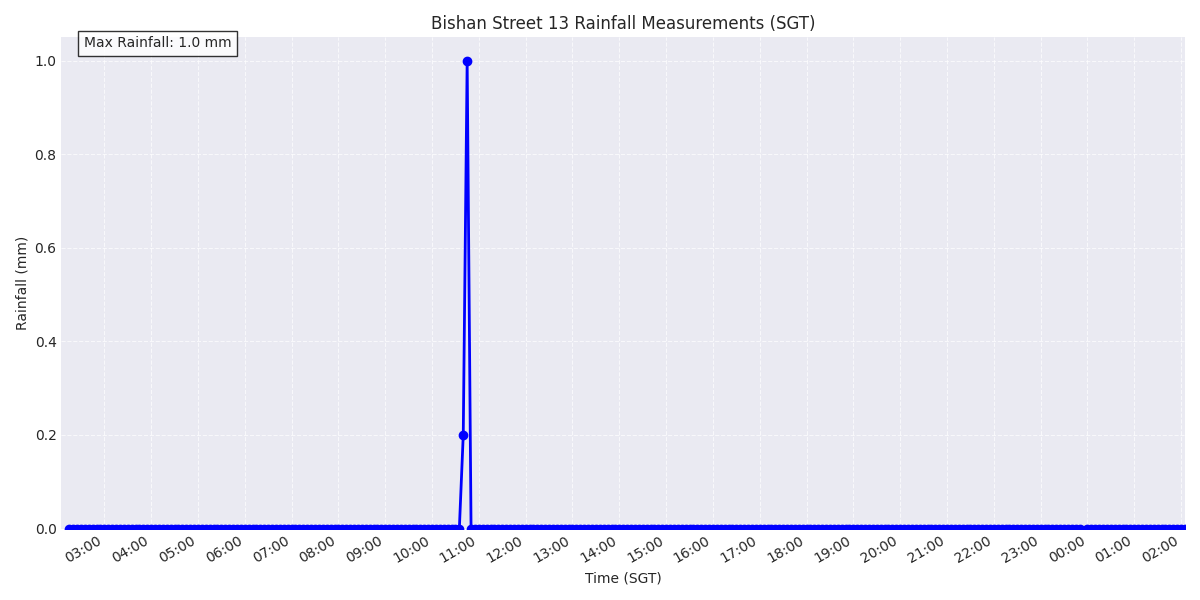 Bishan Street 13 Rainfall Measurements (SGT)
Max Rainfall: 1.0 mm
1.0
0.8
0.6
0.4
0.2
0.0
Rainfall (mm)
03:00 04:00 05:00 06:00 07:00 08:00 09:00 10:00 11:00 12:00 13:00 14:00 15:00 16:00 17:00 18:00 19:00 20:00 21:00 22:00 23:00 00:00 01:00 02:00
Time (SGT)